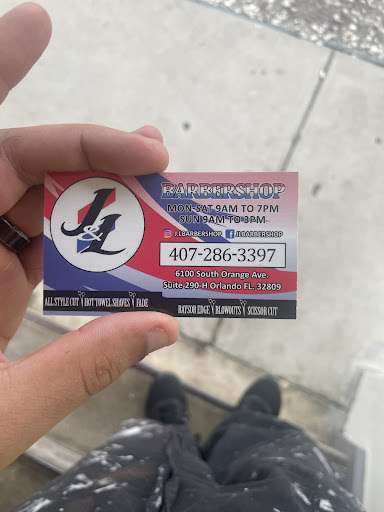 J&L
BARBERSHOP
MON-SAT 9AM TO 7PM
SUN 9AM TO 3PM
J.LBARBERSHOP JLBARBERSHOP
407-286-3397
6100 South Orange Ave.
Suite 290-H Orlando FL. 32809
ALL STYLE CUT HOT TOWEL SHAVES FADE
RAYSOR EDGE BLOWOUTS SCISSOR CUT